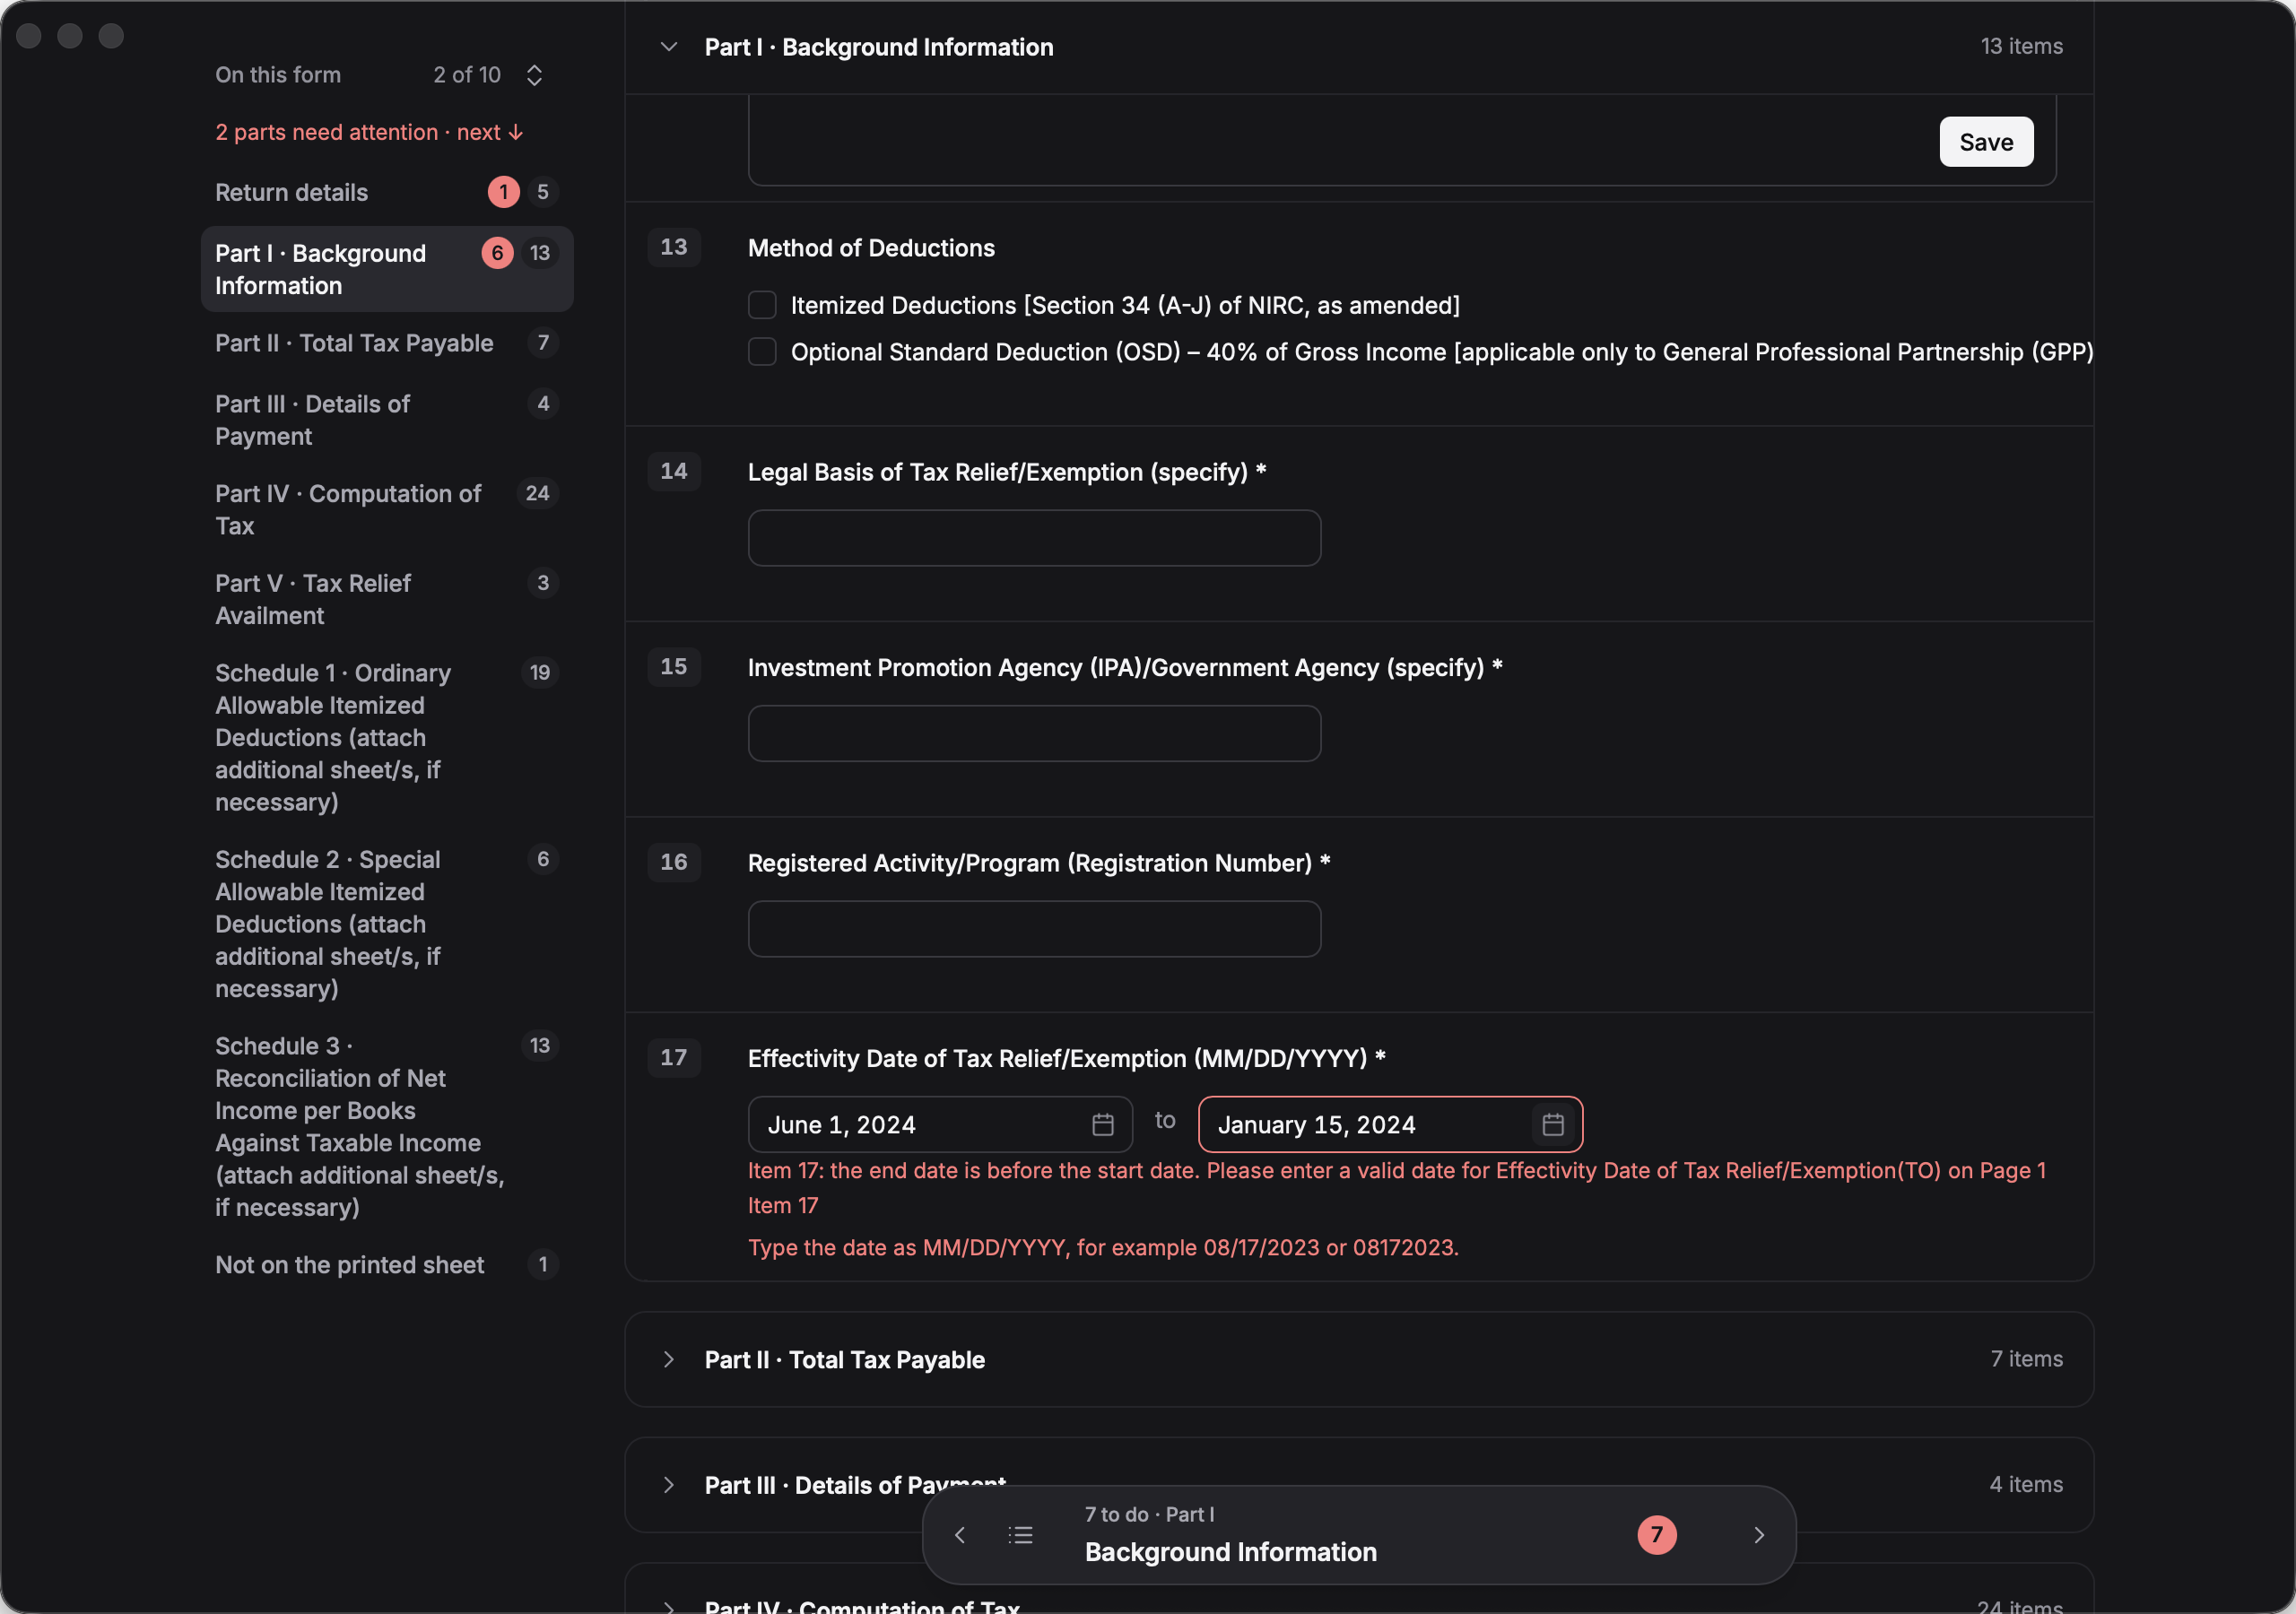 On this form 2 of 10
2 parts need attention · next ↓
Return details 1 5
Part I · Background 6 13
Information
Part II · Total Tax Payable 7
Part III · Details of 4
Payment
Part IV · Computation of 24
Tax
Part V · Tax Relief 3
Availment
Schedule 1 · Ordinary 19
Allowable Itemized
Deductions (attach
additional sheet/s, if
necessary)
Schedule 2 · Special 6
Allowable Itemized
Deductions (attach
additional sheet/s, if
necessary)
Schedule 3 · 13
Reconciliation of Net
Income per Books
Against Taxable Income
(attach additional sheet/s,
if necessary)
Not on the printed sheet 1
Part I · Background Information 13 items
Save
13 Method of Deductions
Itemized Deductions [Section 34 (A-J) of NIRC, as amended]
Optional Standard Deduction (OSD) – 40% of Gross Income [applicable only to General Professional Partnership (GPP)
14 Legal Basis of Tax Relief/Exemption (specify) *
15 Investment Promotion Agency (IPA)/Government Agency (specify) *
16 Registered Activity/Program (Registration Number) *
17 Effectivity Date of Tax Relief/Exemption (MM/DD/YYYY) *
June 1, 2024 to January 15, 2024
Item 17: the end date is before the start date. Please enter a valid date for Effectivity Date of Tax Relief/Exemption(TO) on Page 1
Item 17
Type the date as MM/DD/YYYY, for example 08/17/2023 or 08172023.
Part II · Total Tax Payable 7 items
Part III · Details of Payment 4 items
7 to do · Part I
Background Information 7
Part IV · Computation of Tax 24 items